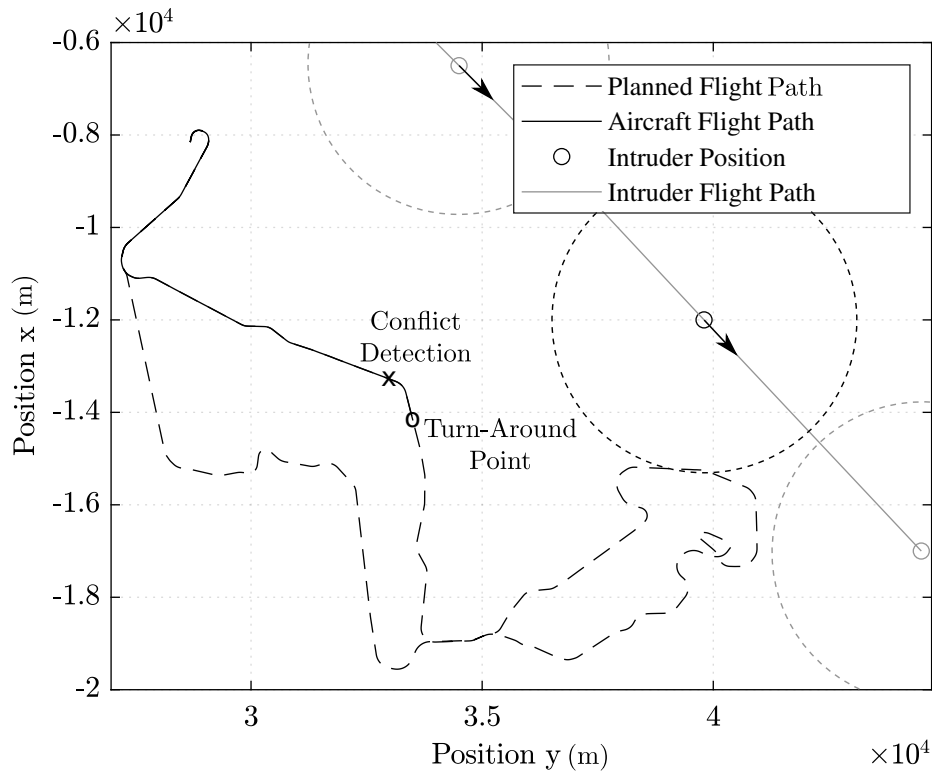 ×10⁴
-0.6
-0.8
-1
-1.2
-1.4
-1.6
-1.8
-2
Position x (m)
Planned Flight Path
Aircraft Flight Path
Intruder Position
Intruder Flight Path
Conflict
Detection
x
o
Turn-Around
Point
3
3.5
4
Position y (m)
×10⁴